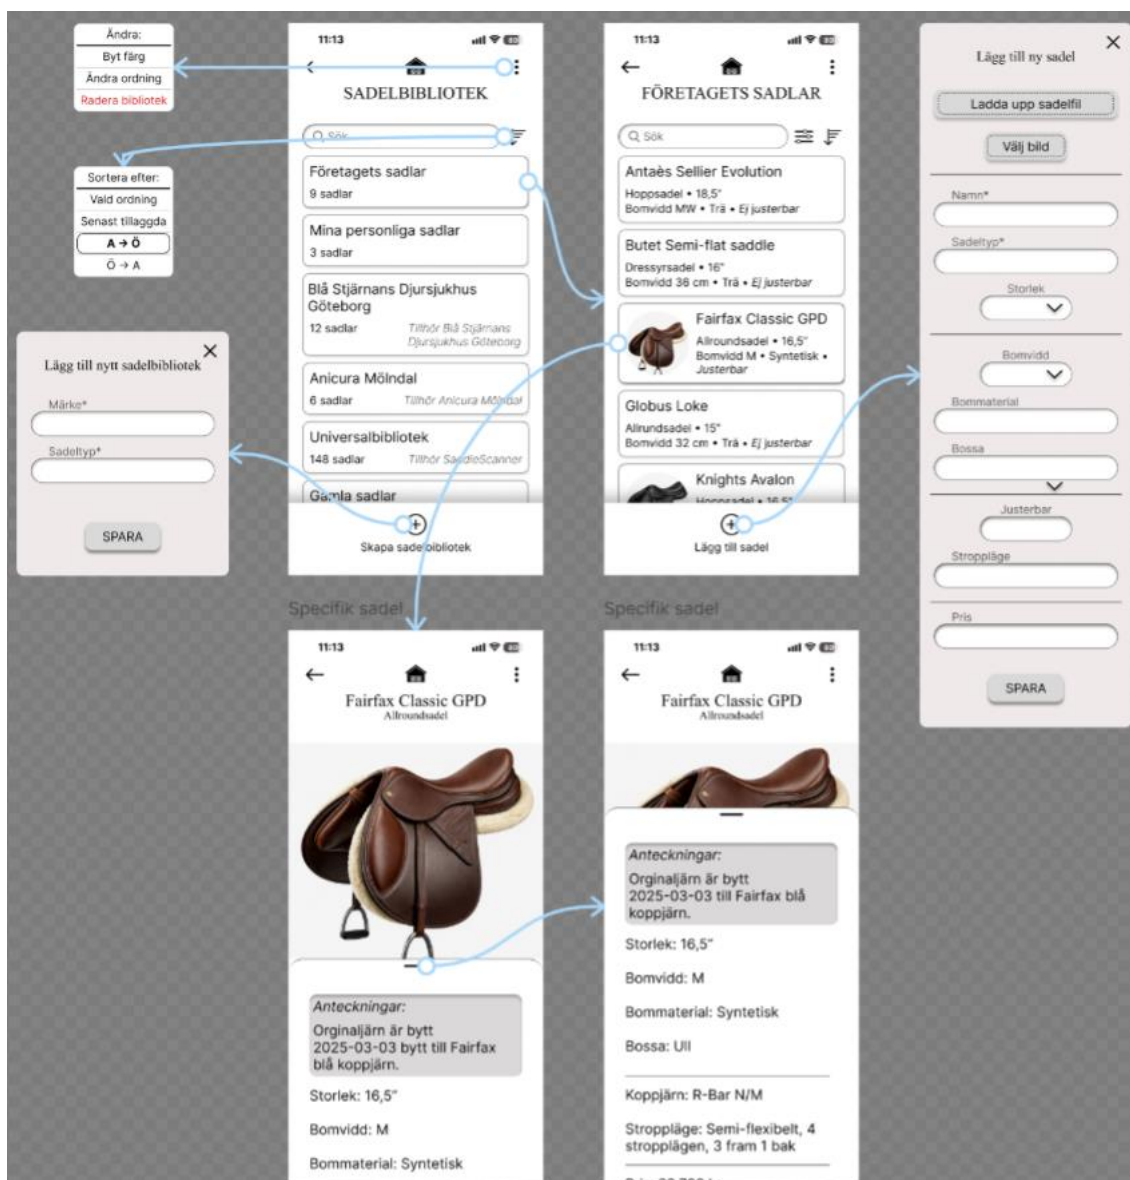 Ändra:
Byt färg
Ändra ordning
Radera bibliotek
Sortera efter:
Vald ordning
Senast tillaggda
A → Ö
Ö → A
Lägg till nytt sadelbibliotek
Märke*
Sadeltyp*
SPARA
11:13
SADELBIBLIOTEK
Sök
Företagets sadlar
9 sadlar
Mina personliga sadlar
3 sadlar
Blå Stjärnans Djursjukhus
Göteborg
12 sadlar
Tillhör Blå Stjärnans
Djursjukhus Göteborg
Anicura Mölndal
6 sadlar
Tillhör Anicura Mölndal
Universalbibliotek
148 sadlar
Tillhör SaddleScanner
Gamla sadlar
Skapa sadelbibliotek
11:13
FÖRETAGETS SADLAR
Sök
Antaès Sellier Evolution
Hoppsadel • 18,5"
Bomvidd MW • Trä • Ej justerbar
Butet Semi-flat saddle
Dressyrsadel • 16"
Bomvidd 36 cm • Trä • Ej justerbar
Fairfax Classic GPD
Allroundsadel • 16,5"
Bomvidd M • Syntetisk •
Justerbar
Globus Loke
Allrundsadel • 15"
Bomvidd 32 cm • Trä • Ej justerbar
Knights Avalon
Hoppsadel • 16,5"
Lägg till sadel
Lägg till ny sadel
Ladda upp sadelfil
Välj bild
Namn*
Sadeltyp*
Storlek
Bomvidd
Bommaterial
Bossa
Justerbar
Stroppläge
Pris
SPARA
Specifik sadel
11:13
Fairfax Classic GPD
Allroundsadel
Anteckningar:
Orginaljärn är bytt
2025-03-03 bytt till Fairfax
blå koppjärn.
Storlek: 16,5"
Bomvidd: M
Bommaterial: Syntetisk
Specifik sadel
11:13
Fairfax Classic GPD
Allroundsadel
Anteckningar:
Orginaljärn är bytt
2025-03-03 till Fairfax blå
koppjärn.
Storlek: 16,5"
Bomvidd: M
Bommaterial: Syntetisk
Bossa: Ull
Koppjärn: R-Bar N/M
Stroppläge: Semi-flexibelt, 4
stropplägen, 3 fram 1 bak